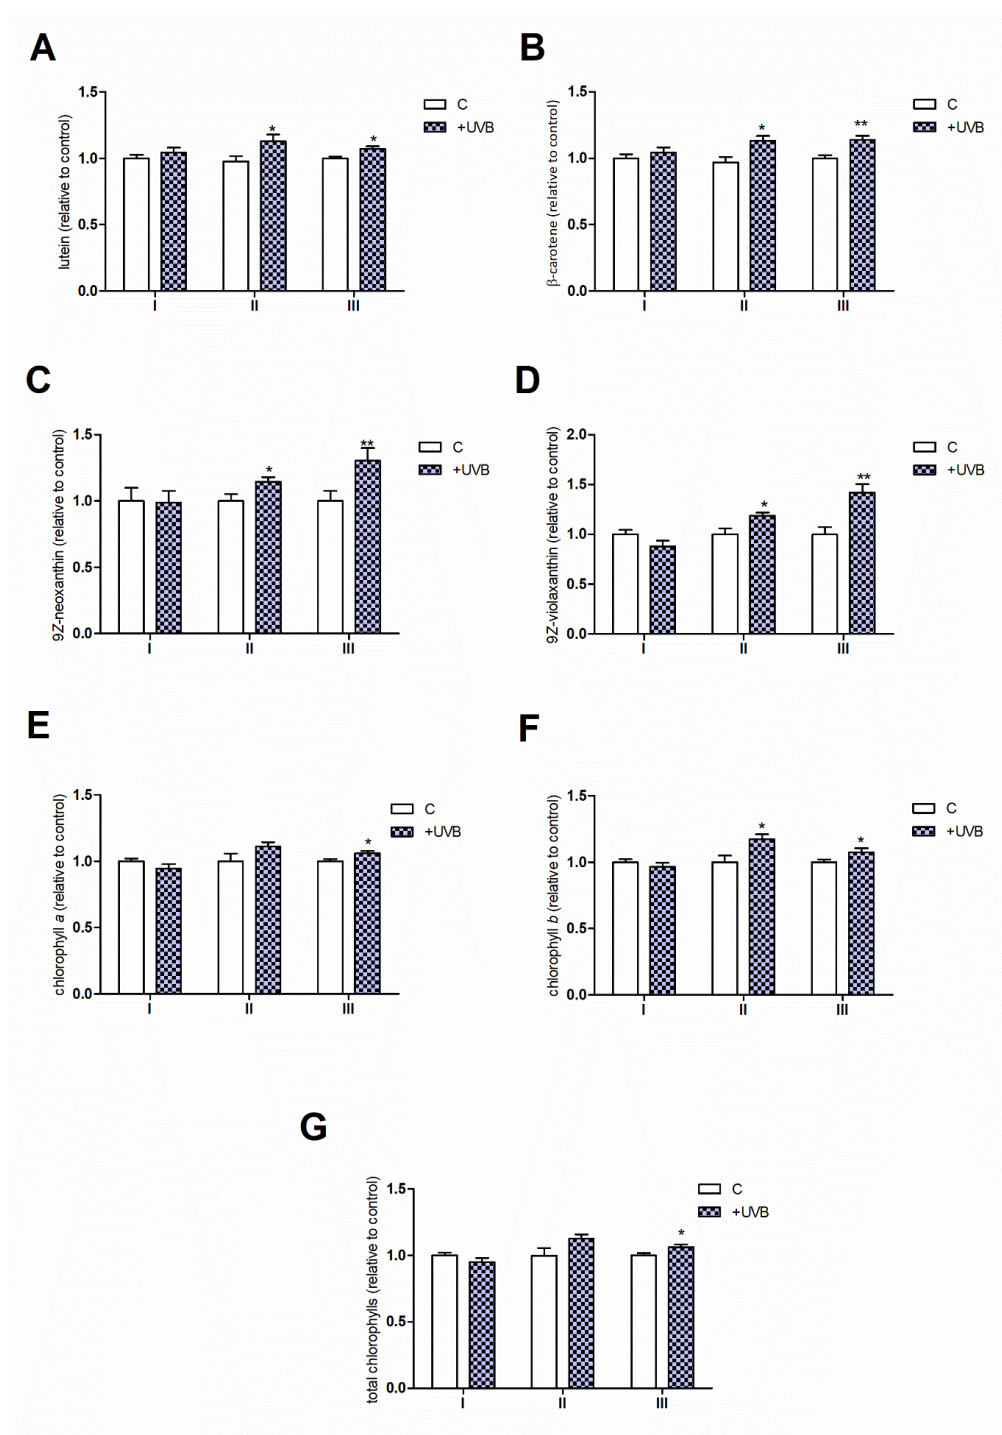 A
lutein (relative to control)
1.5
1.0
0.5
0.0
C
+UVB
*
*
I
II
III
B
β-carotene (relative to control)
1.5
1.0
0.5
0.0
C
+UVB
*
**
I
II
III
C
9Z-neoxanthin (relative to control)
1.5
1.0
0.5
0.0
C
+UVB
*
**
I
II
III
D
9Z-violaxanthin (relative to control)
2.0
1.5
1.0
0.5
0.0
C
+UVB
*
**
I
II
III
E
chlorophyll a (relative to control)
1.5
1.0
0.5
0.0
C
+UVB
*
I
II
III
F
chlorophyll b (relative to control)
1.5
1.0
0.5
0.0
C
+UVB
*
*
I
II
III
G
total chlorophylls (relative to control)
1.5
1.0
0.5
0.0
C
+UVB
*
I
II
III